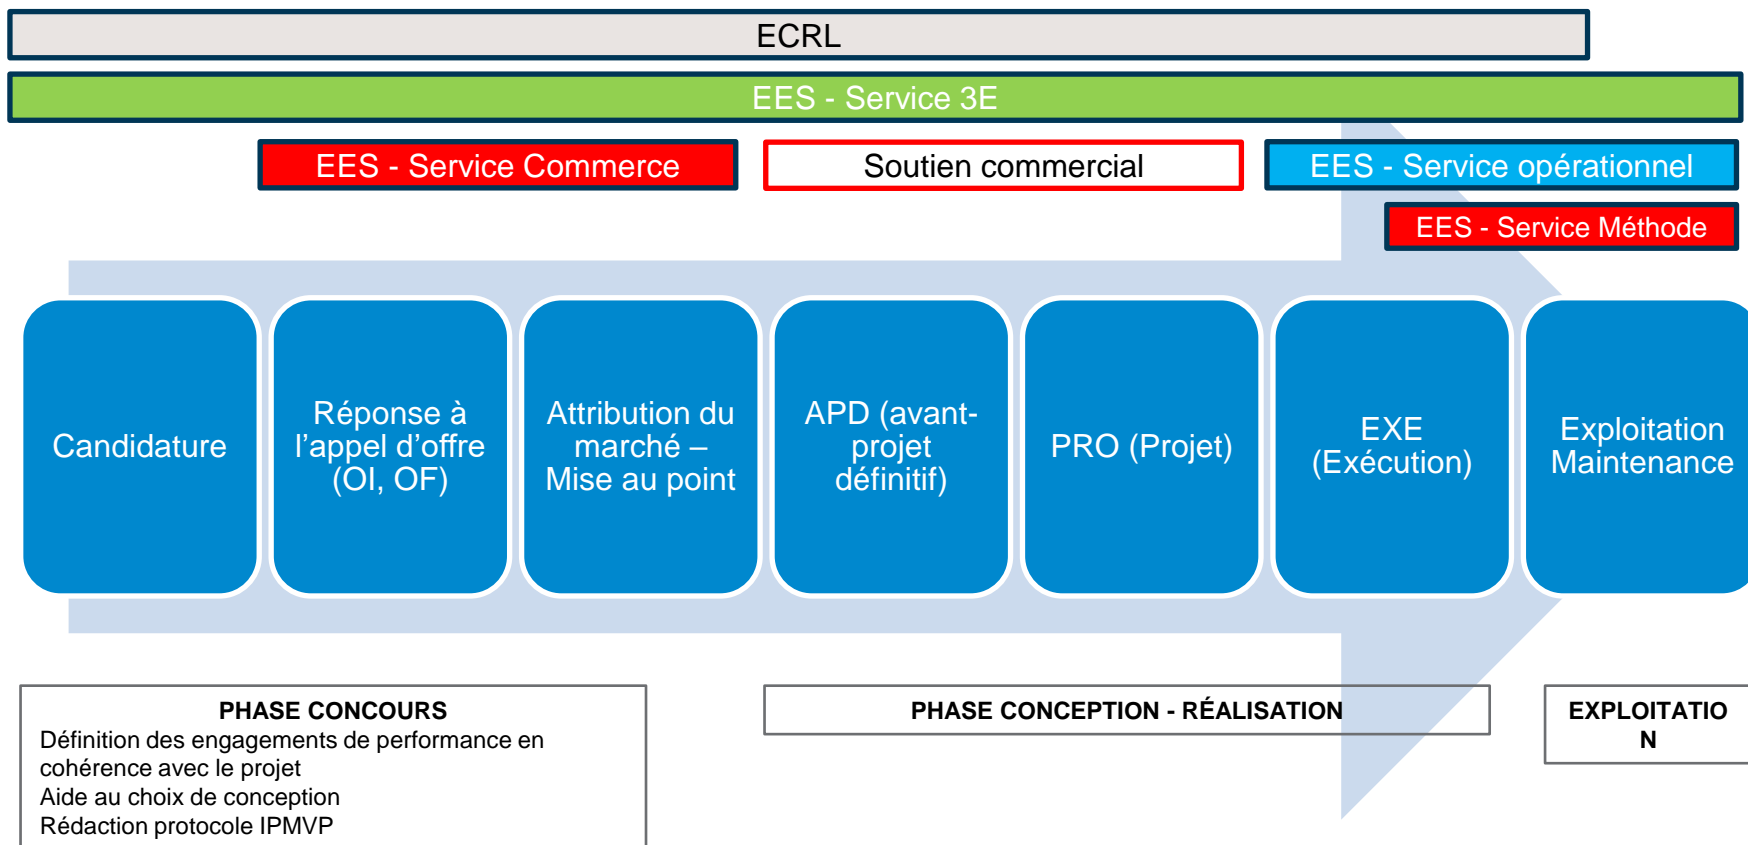 ECRL
EES - Service 3E
EES - Service Commerce
Soutien commercial
EES - Service opérationnel
EES - Service Méthode
Candidature
Réponse à
l’appel d’offre
(OI, OF)
Attribution du
marché –
Mise au point
APD (avant-
projet
définitif)
PRO (Projet)
EXE
(Exécution)
Exploitation
Maintenance
PHASE CONCOURS
Définition des engagements de performance en
cohérence avec le projet
Aide au choix de conception
Rédaction protocole IPMVP
PHASE CONCEPTION - RÉALISATION
EXPLOITATIO
N